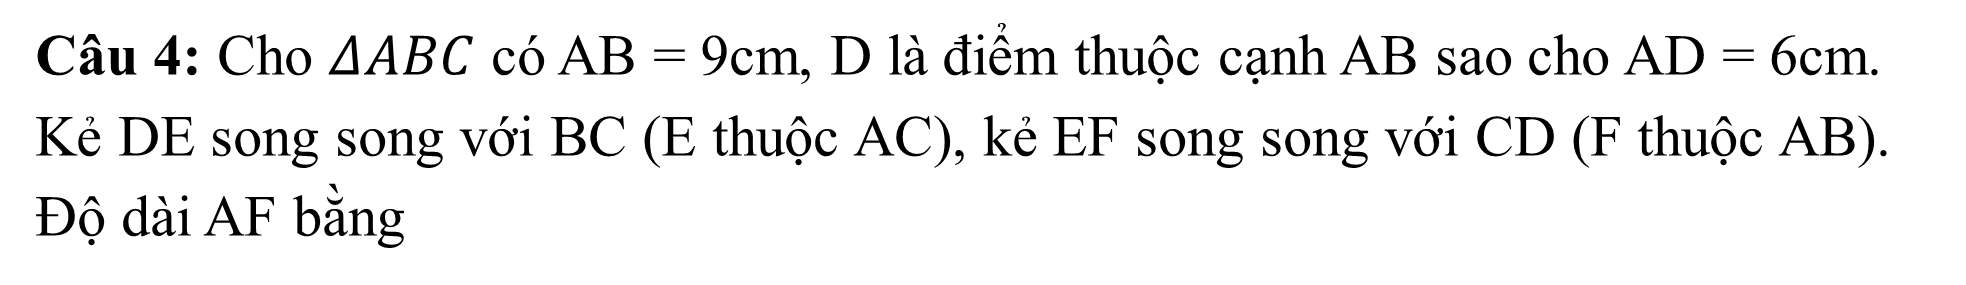 Câu 4: Cho ΔABC có AB = 9cm, D là điểm thuộc cạnh AB sao cho AD = 6cm.
Kẻ DE song song với BC (E thuộc AC), kẻ EF song song với CD (F thuộc AB).
Độ dài AF bằng